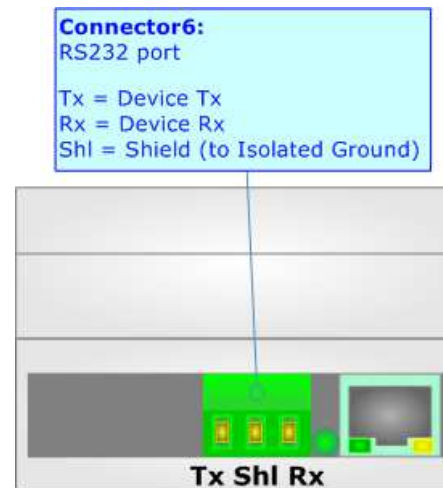 Connector6:
RS232 port
Tx = Device Tx
Rx = Device Rx
Shl = Shield (to Isolated Ground)
Tx Shl Rx